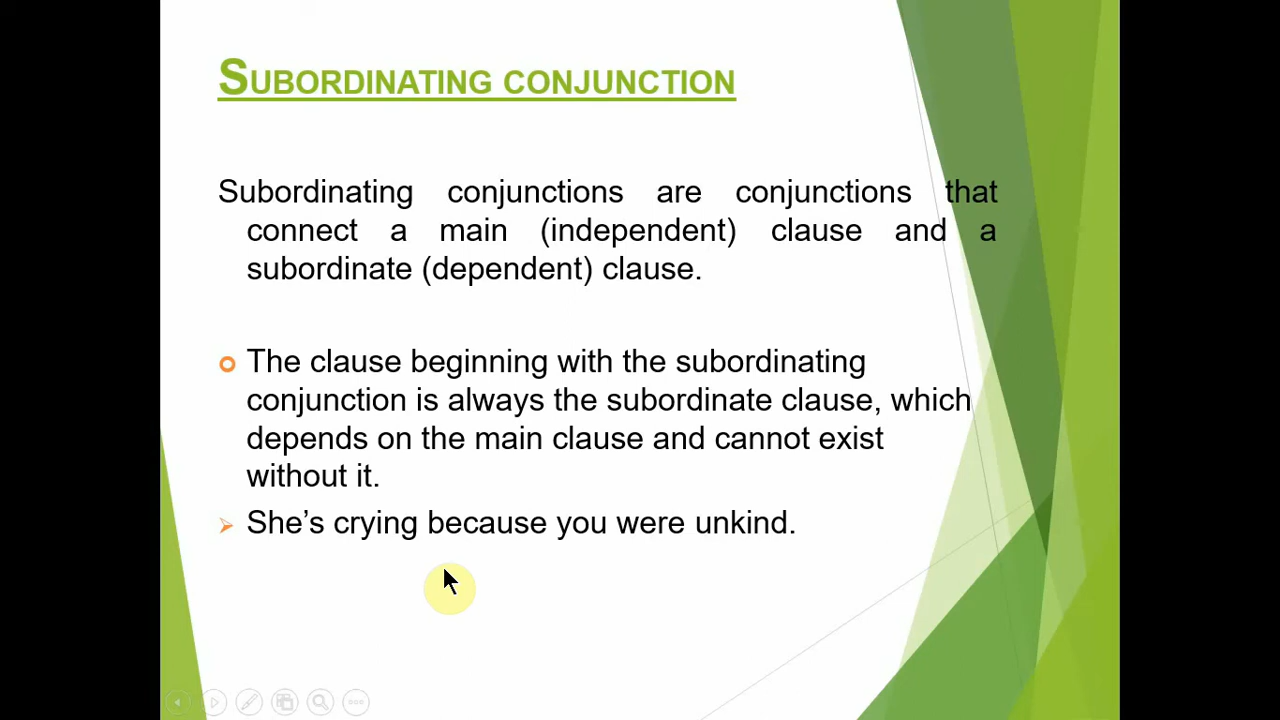 SUBORDINATING CONJUNCTION
Subordinating conjunctions are conjunctions that
connect a main (independent) clause and a
subordinate (dependent) clause.
The clause beginning with the subordinating
conjunction is always the subordinate clause, which
depends on the main clause and cannot exist
without it.
She’s crying because you were unkind.